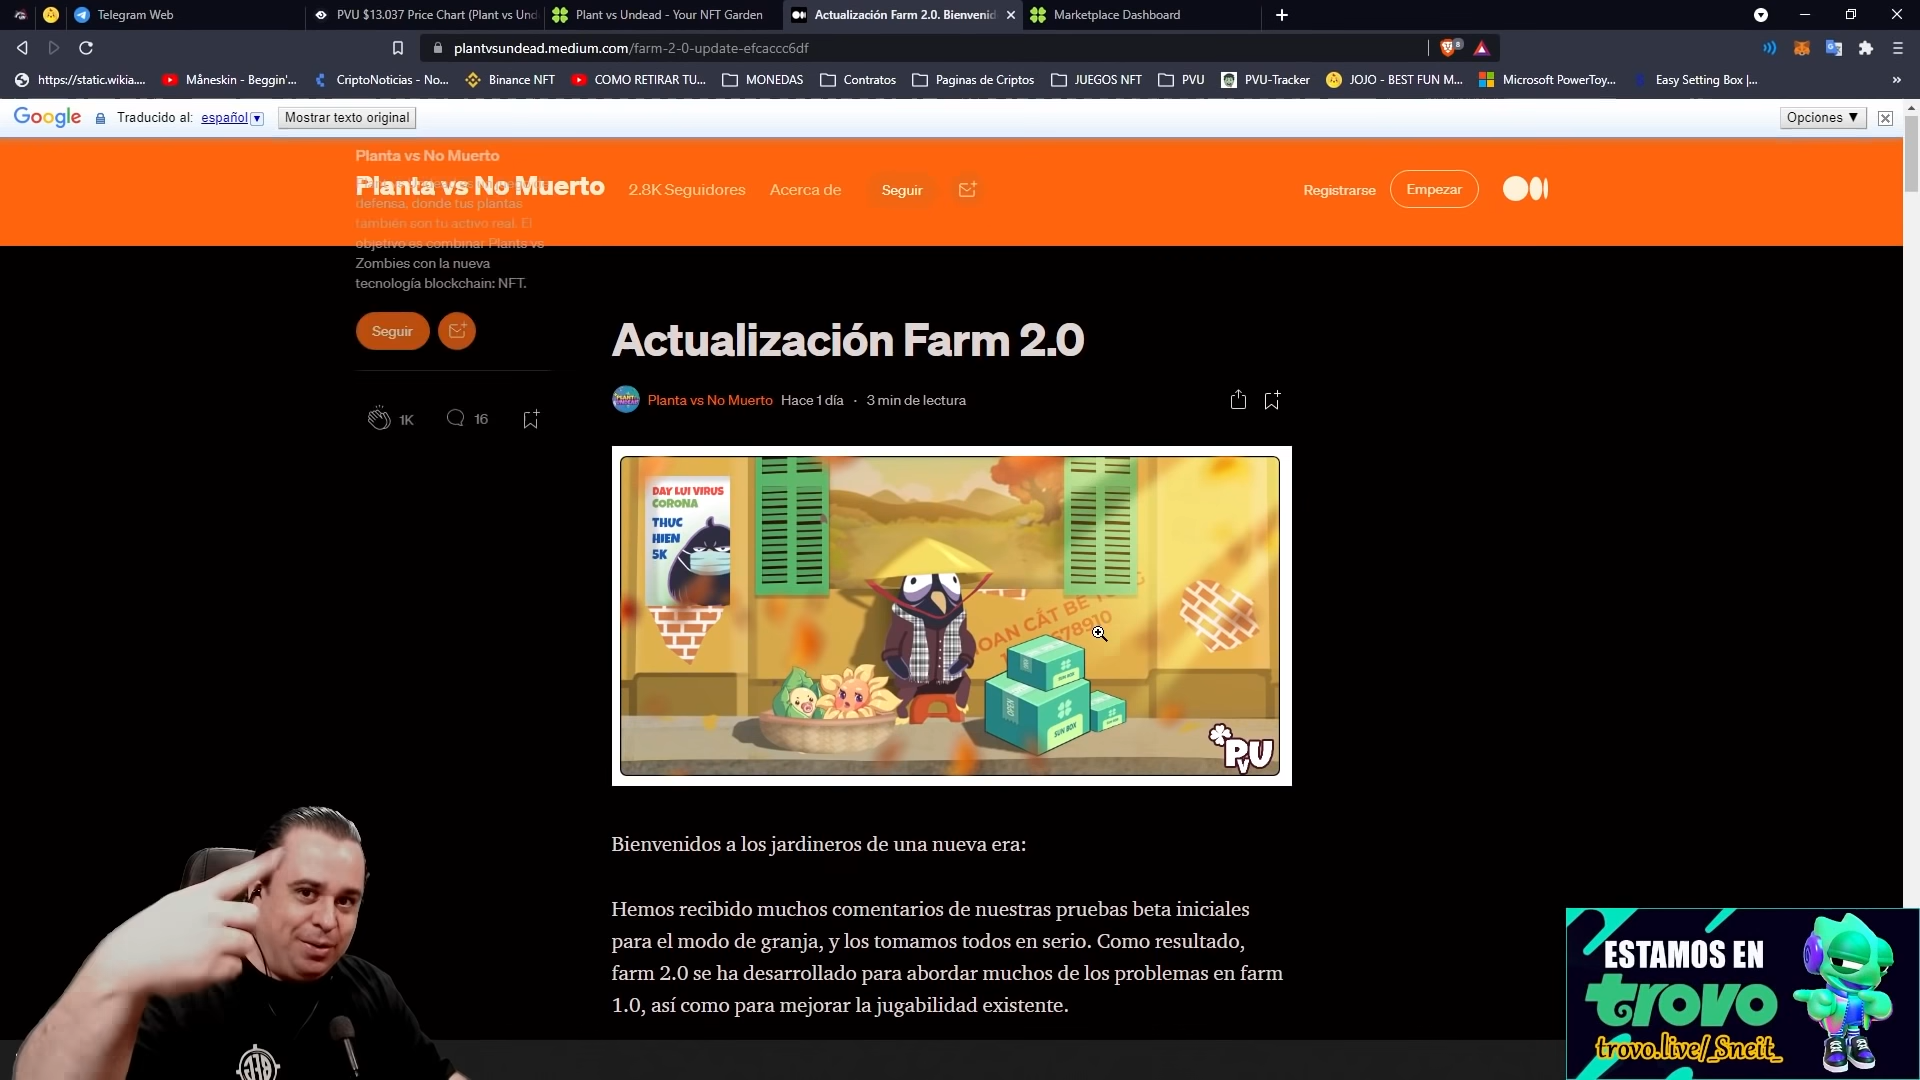 Telegram Web
PVU $13.037 Price Chart (Plant vs Und
Plant vs Undead - Your NFT Garden
Actualización Farm 2.0. Bienvenid
Marketplace Dashboard
plantvsundead.medium.com/farm-2-0-update-efcaccc6df
8
https://static.wikia....
Måneskin - Beggin'...
CriptoNoticias - No...
Binance NFT
COMO RETIRAR TU...
MONEDAS
Contratos
Paginas de Criptos
JUEGOS NFT
PVU
PVU-Tracker
JOJO - BEST FUN M...
Microsoft PowerToy...
Easy Setting Box |...
Google
Traducido al: español
Mostrar texto original
Opciones ▼
Planta vs No Muerto
Planta vs No Muerto
2.8K Seguidores
Acerca de
Seguir
Registrarse
Empezar
defensa, donde tus plantas
también son tu activo real. El
objetivo es combinar Plants vs
Zombies con la nueva
tecnología blockchain: NFT.
Seguir
1K
16
Actualización Farm 2.0
Planta vs No Muerto Hace 1 día · 3 min de lectura
DAY LUI VIRUS
CORONA
THUC
HIEN
5K
OAN CẮT BÊ
678910
OPEN
SUN BOX
PVU
Bienvenidos a los jardineros de una nueva era:
Hemos recibido muchos comentarios de nuestras pruebas beta iniciales
para el modo de granja, y los tomamos todos en serio. Como resultado,
farm 2.0 se ha desarrollado para abordar muchos de los problemas en farm
1.0, así como para mejorar la jugabilidad existente.
ESTAMOS EN
trovo
trovo.live/_Sneit_